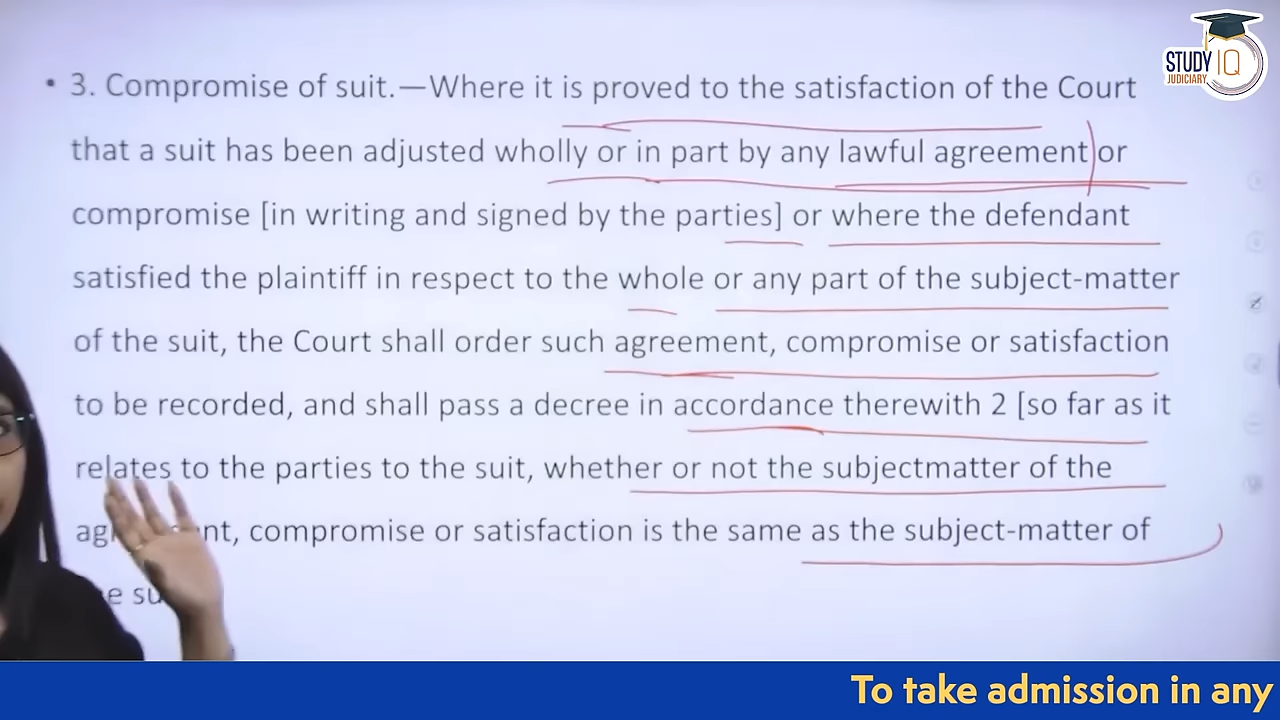 STUDY IQ
JUDICIARY
• 3. Compromise of suit.—Where it is proved to the satisfaction of the Court
that a suit has been adjusted wholly or in part by any lawful agreement or
compromise [in writing and signed by the parties] or where the defendant
satisfied the plaintiff in respect to the whole or any part of the subject-matter
of the suit, the Court shall order such agreement, compromise or satisfaction
to be recorded, and shall pass a decree in accordance therewith 2 [so far as it
relates to the parties to the suit, whether or not the subjectmatter of the
compromise or satisfaction is the same as the subject-matter of
To take admission in any